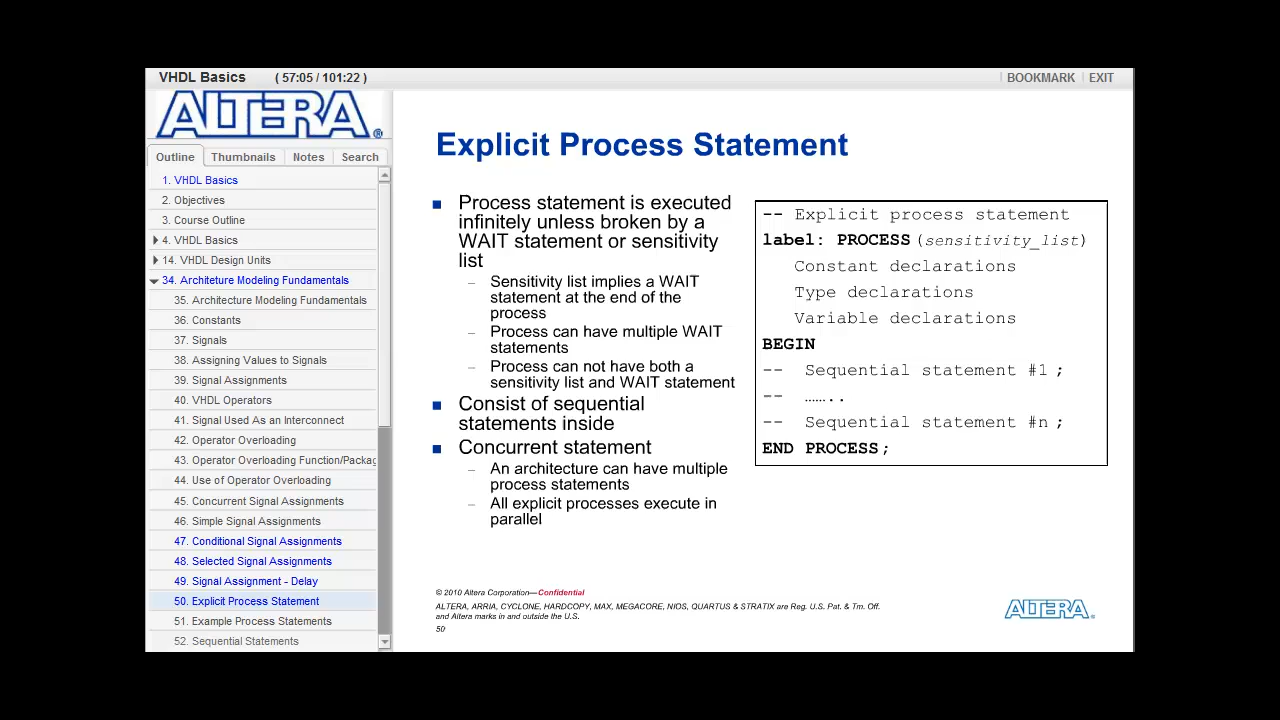 VHDL Basics ( 57:05 / 101:22 )
BOOKMARK EXIT
ALTERA®
Outline Thumbnails Notes Search
1. VHDL Basics
2. Objectives
3. Course Outline
4. VHDL Basics
14. VHDL Design Units
34. Architeture Modeling Fundamentals
35. Architecture Modeling Fundamentals
36. Constants
37. Signals
38. Assigning Values to Signals
39. Signal Assignments
40. VHDL Operators
41. Signal Used As an Interconnect
42. Operator Overloading
43. Operator Overloading Function/Packag
44. Use of Operator Overloading
45. Concurrent Signal Assignments
46. Simple Signal Assignments
47. Conditional Signal Assignments
48. Selected Signal Assignments
49. Signal Assignment - Delay
50. Explicit Process Statement
51. Example Process Statements
52. Sequential Statements
Explicit Process Statement
Process statement is executed
infinitely unless broken by a
WAIT statement or sensitivity
list
– Sensitivity list implies a WAIT
statement at the end of the
process
– Process can have multiple WAIT
statements
– Process can not have both a
sensitivity list and WAIT statement
Consist of sequential
statements inside
Concurrent statement
– An architecture can have multiple
process statements
– All explicit processes execute in
parallel
-- Explicit process statement
label: PROCESS (sensitivity_list)
Constant declarations
Type declarations
Variable declarations
BEGIN
-- Sequential statement #1 ;
-- ……..
-- Sequential statement #n ;
END PROCESS ;
© 2010 Altera Corporation—Confidential
ALTERA, ARRIA, CYCLONE, HARDCOPY, MAX, MEGACORE, NIOS, QUARTUS & STRATIX are Reg. U.S. Pat. & Tm. Off.
and Altera marks in and outside the U.S.
50
ALTERA.